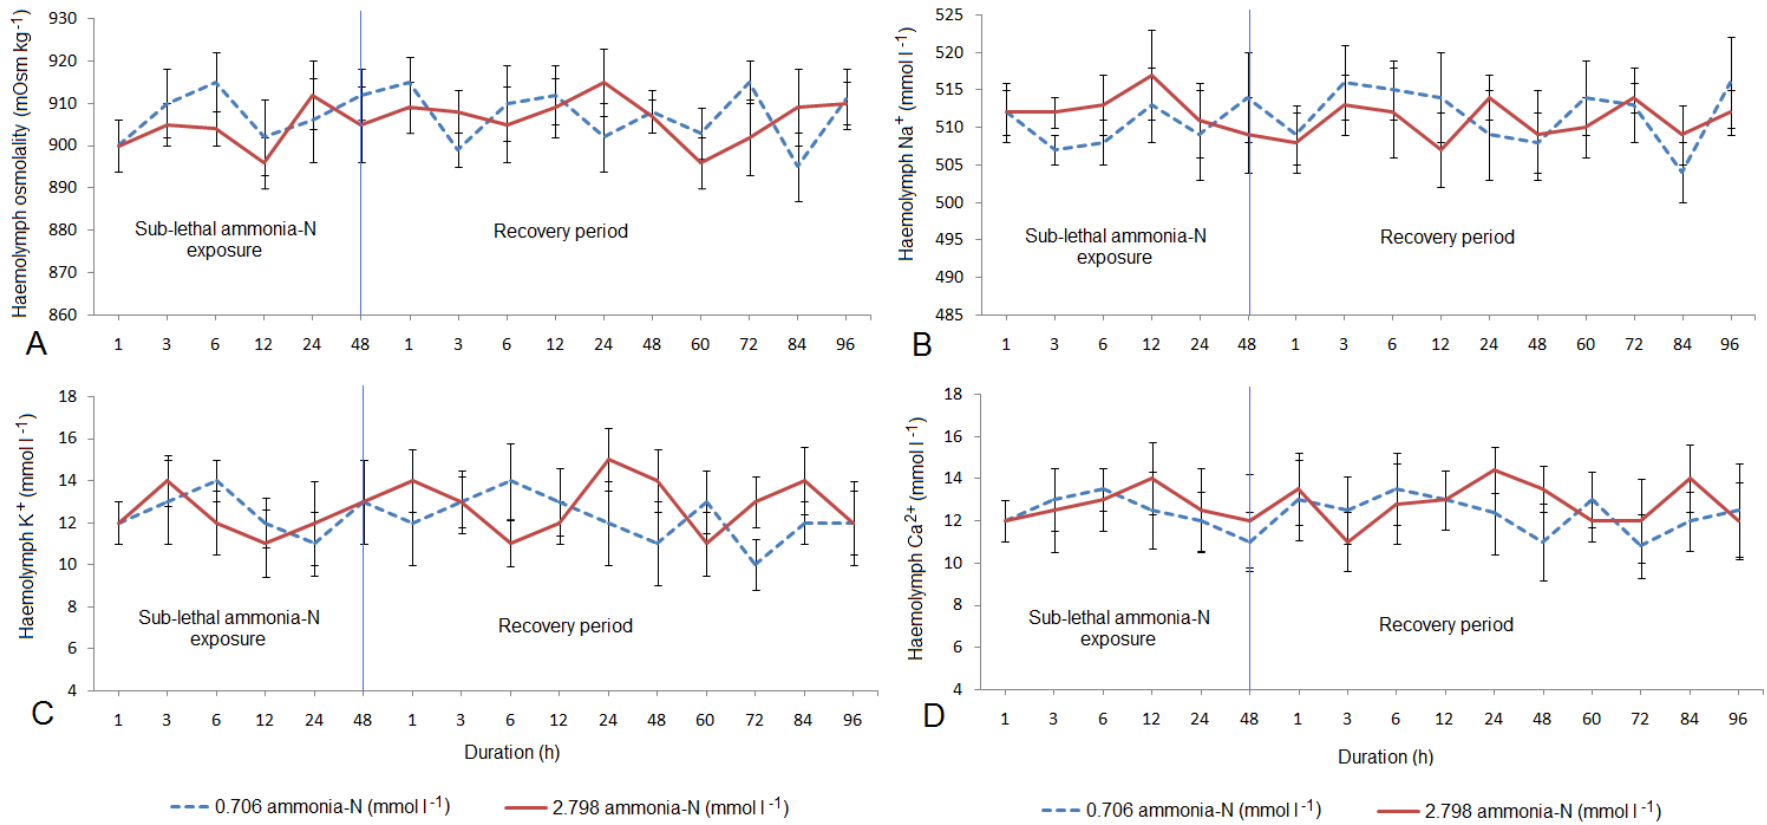 Haemolymph osmolality (mOsm kg⁻¹)
930
920
910
900
890
880
870
860
Sub-lethal ammonia-N
exposure
Recovery period
A
1 3 6 12 24 48 1 3 6 12 24 48 60 72 84 96
Haemolymph Na⁺ (mmol l⁻¹)
525
520
515
510
505
500
495
490
485
Sub-lethal ammonia-N
exposure
Recovery period
B
1 3 6 12 24 48 1 3 6 12 24 48 60 72 84 96
Haemolymph K⁺ (mmol l⁻¹)
18
16
14
12
10
8
6
4
Sub-lethal ammonia-N
exposure
Recovery period
C
1 3 6 12 24 48 1 3 6 12 24 48 60 72 84 96
Duration (h)
0.706 ammonia-N (mmol l⁻¹) 2.798 ammonia-N (mmol l⁻¹)
Haemolymph Ca²⁺ (mmol l⁻¹)
18
16
14
12
10
8
6
4
Sub-lethal ammonia-N
exposure
Recovery period
D
1 3 6 12 24 48 1 3 6 12 24 48 60 72 84 96
Duration (h)
0.706 ammonia-N (mmol l⁻¹) 2.798 ammonia-N (mmol l⁻¹)